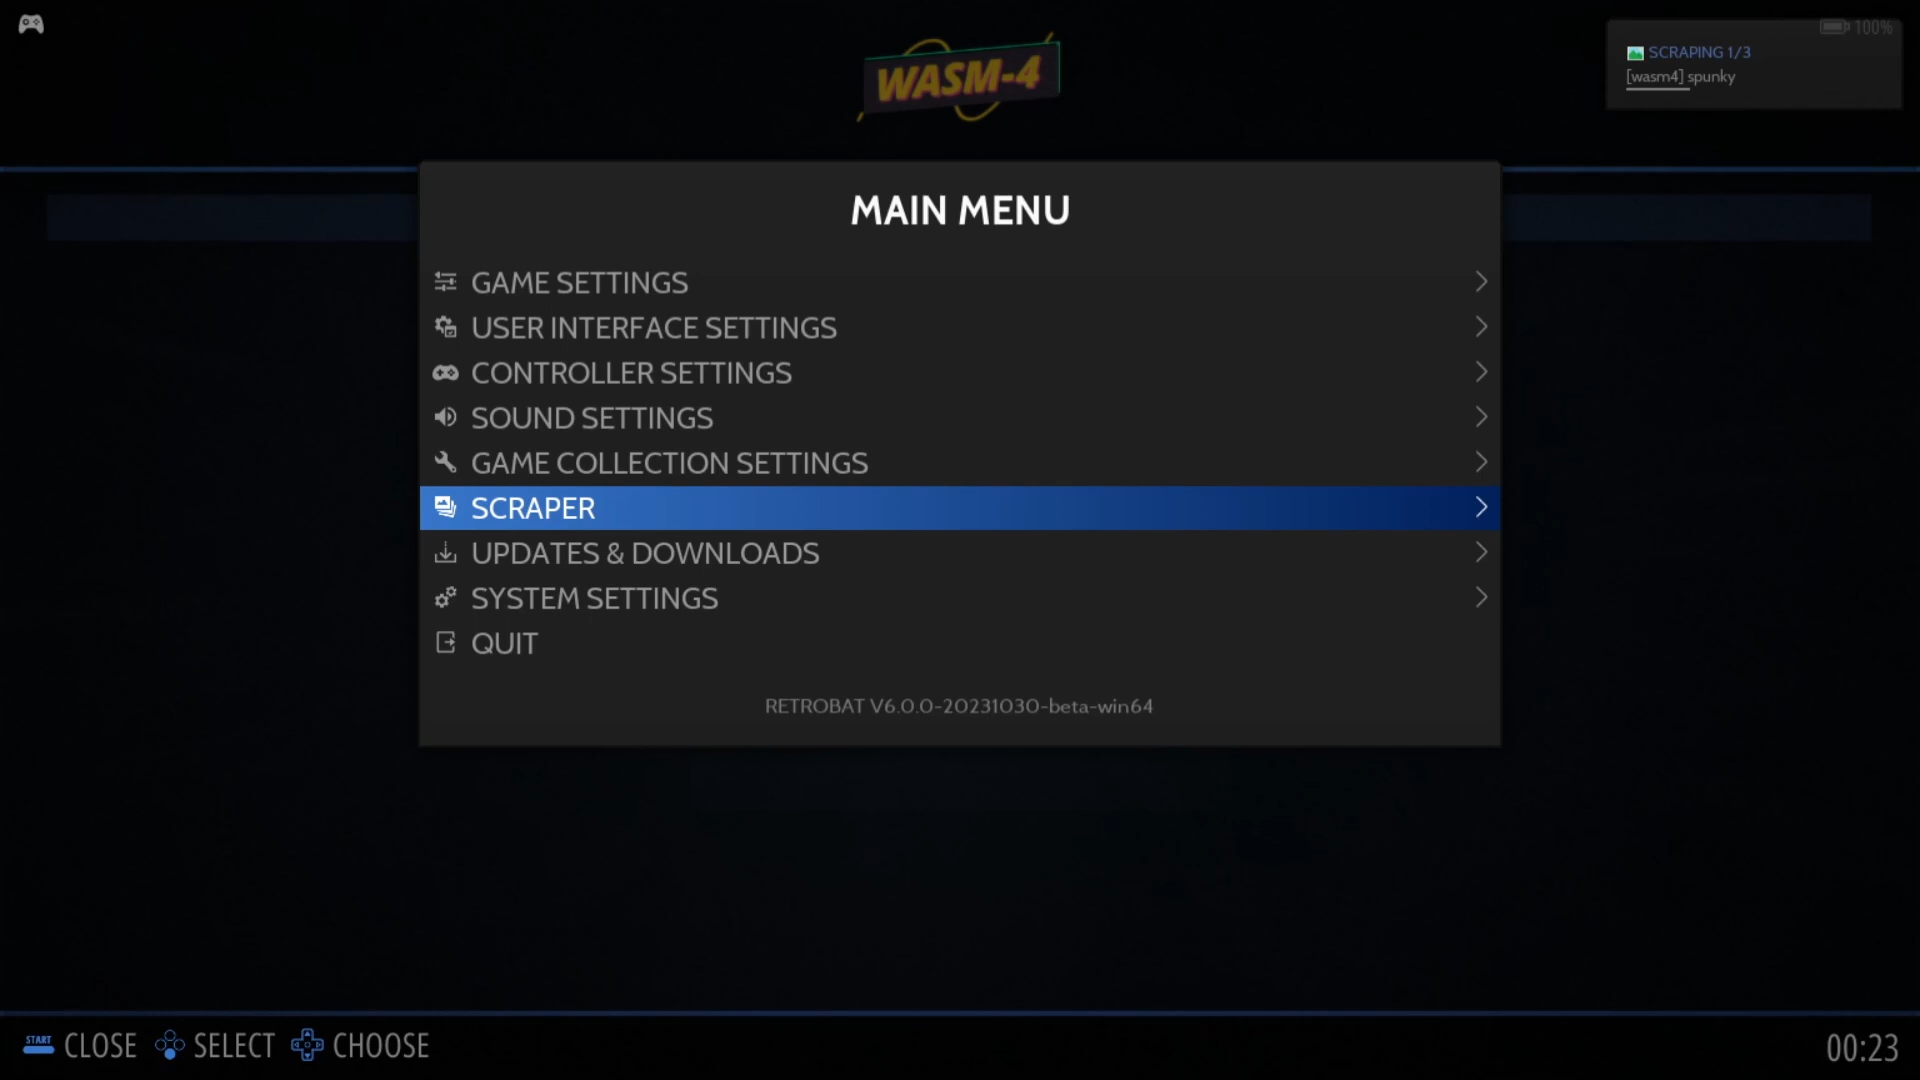 100%
WASM-4
SCRAPING 1/3
[wasm4] spunky
MAIN MENU
GAME SETTINGS
USER INTERFACE SETTINGS
CONTROLLER SETTINGS
SOUND SETTINGS
GAME COLLECTION SETTINGS
SCRAPER
UPDATES & DOWNLOADS
SYSTEM SETTINGS
QUIT
RETROBAT V6.0.0-20231030-beta-win64
START CLOSE SELECT CHOOSE
00:23